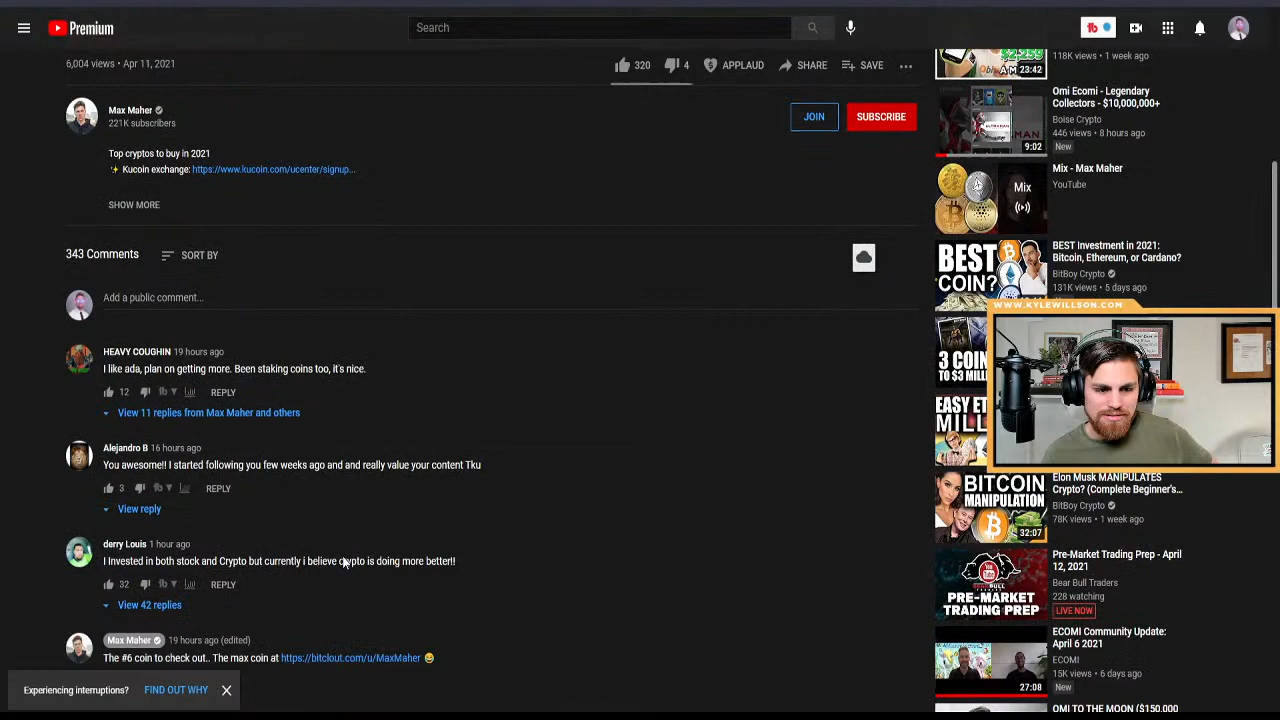 Premium
Search
6,004 views • Apr 11, 2021
320
4
APPLAUD
SHARE
SAVE
Max Maher
221K subscribers
JOIN
SUBSCRIBE
Top cryptos to buy in 2021
✨ Kucoin exchange: https://www.kucoin.com/ucenter/signup...
SHOW MORE
343 Comments
SORT BY
Add a public comment...
HEAVY COUGHIN 19 hours ago
I like ada, plan on getting more. Been staking coins too, it's nice.
12
REPLY
View 11 replies from Max Maher and others
Alejandro B 16 hours ago
You awesome!! I started following you few weeks ago and and really value your content Tku
3
REPLY
View reply
derry Louis 1 hour ago
I Invested in both stock and Crypto but currently i believe crypto is doing more better!!
32
REPLY
View 42 replies
Max Maher 19 hours ago (edited)
The #6 coin to check out.. The max coin at https://bitclout.com/u/MaxMaher 😂
Experiencing interruptions?
FIND OUT WHY
118K views • 1 week ago
23:42
Omi Ecomi - Legendary
Collectors - $10,000,000+
Boise Crypto
446 views • 8 hours ago
New
9:02
Mix - Max Maher
YouTube
Mix
BEST Investment in 2021:
Bitcoin, Ethereum, or Cardano?
BitBoy Crypto
131K views • 5 days ago
BEST
COIN?
WWW.KYLEWILLSON.COM
3 COIN
TO $3 MILL
EASY ET
MILL
Elon Musk MANIPULATES
Crypto? (Complete Beginner's...
BitBoy Crypto
78K views • 1 week ago
BITCOIN
MANIPULATION
32:07
Pre-Market Trading Prep - April
12, 2021
Bear Bull Traders
228 watching
LIVE NOW
PRE-MARKET
TRADING PREP
ECOMI Community Update:
April 6 2021
ECOMI
15K views • 6 days ago
New
27:08
OMI TO THE MOON ($150,000